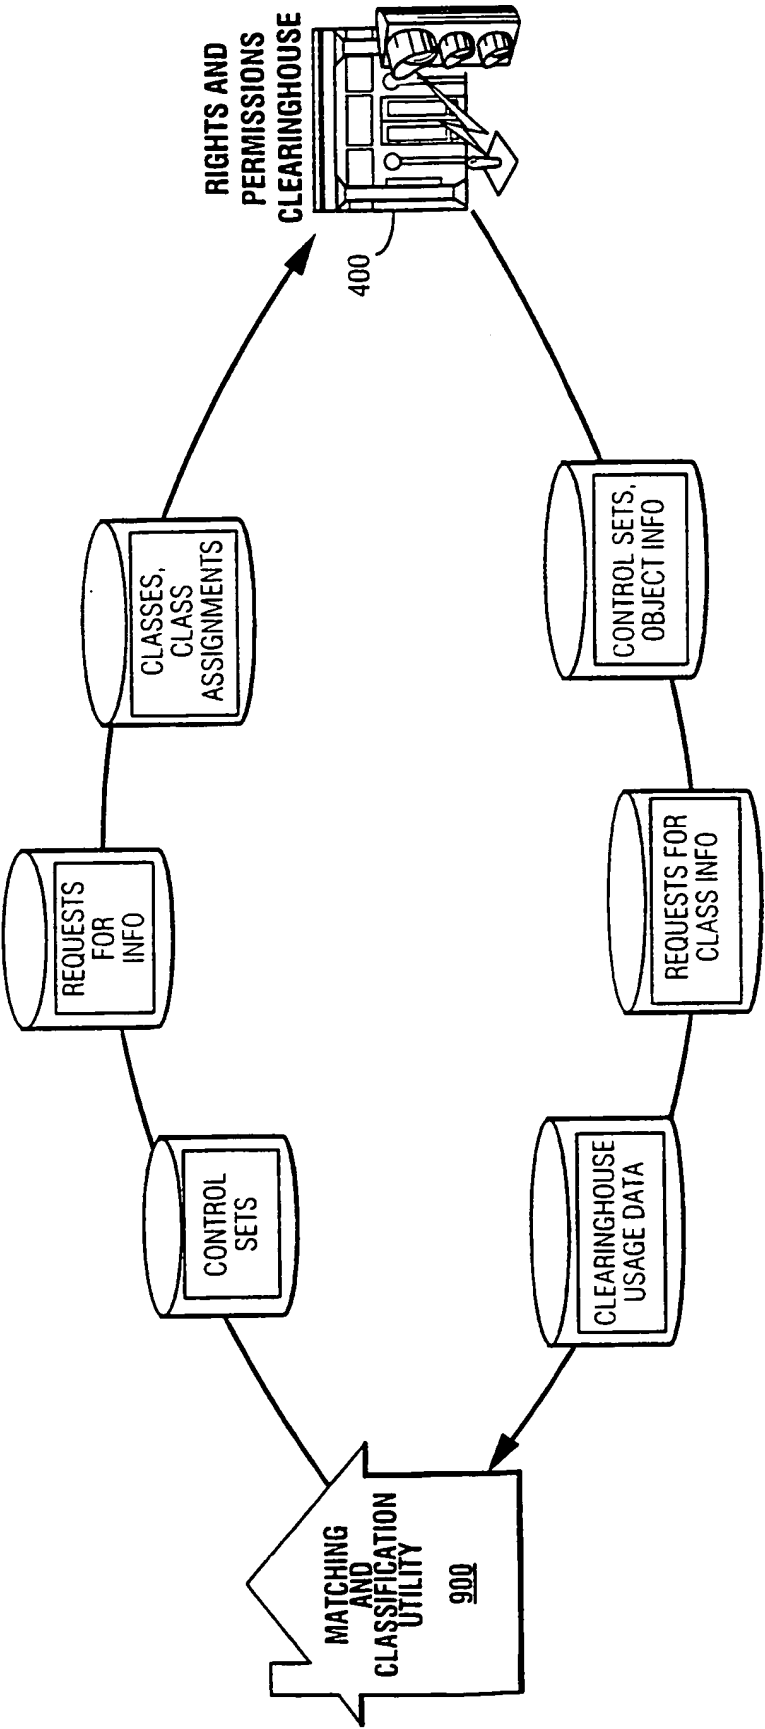 RIGHTS AND
PERMISSIONS
CLEARINGHOUSE
400
CLASSES,
CLASS
ASSIGNMENTS
REQUESTS
FOR
INFO
CONTROL
SETS
MATCHING
AND
CLASSIFICATION
UTILITY
900
CONTROL SETS,
OBJECT INFO
REQUESTS FOR
CLASS INFO
CLEARINGHOUSE
USAGE DATA